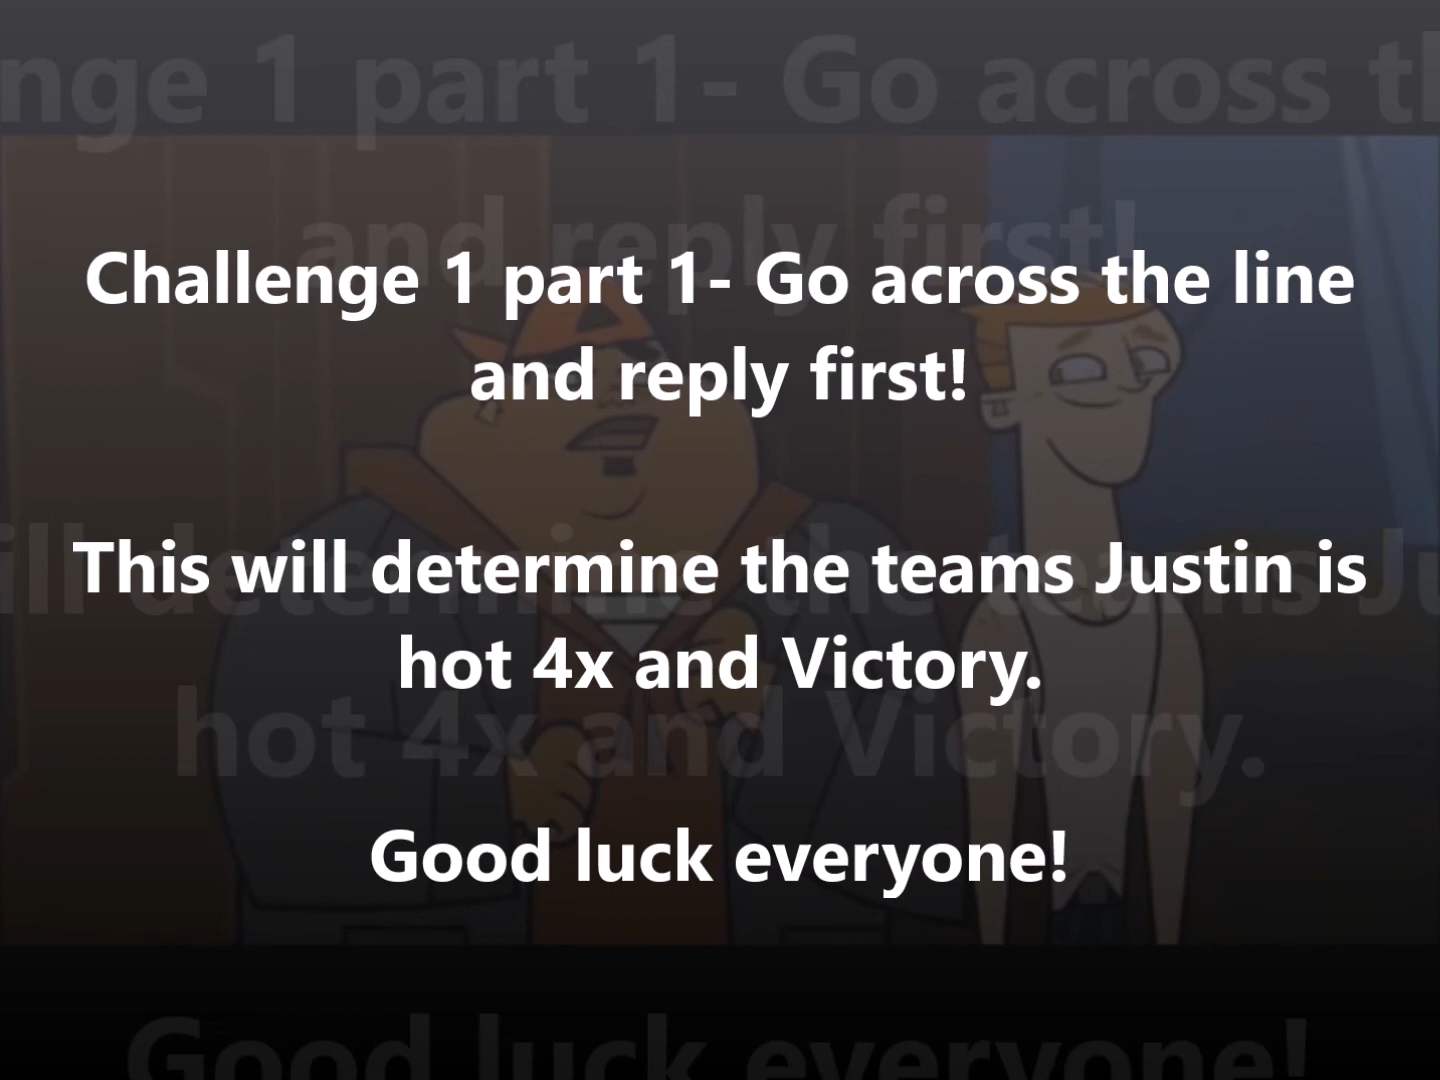 Challenge 1 part 1- Go across the line
and reply first!
This will determine the teams Justin is
hot 4x and Victory.
Good luck everyone!